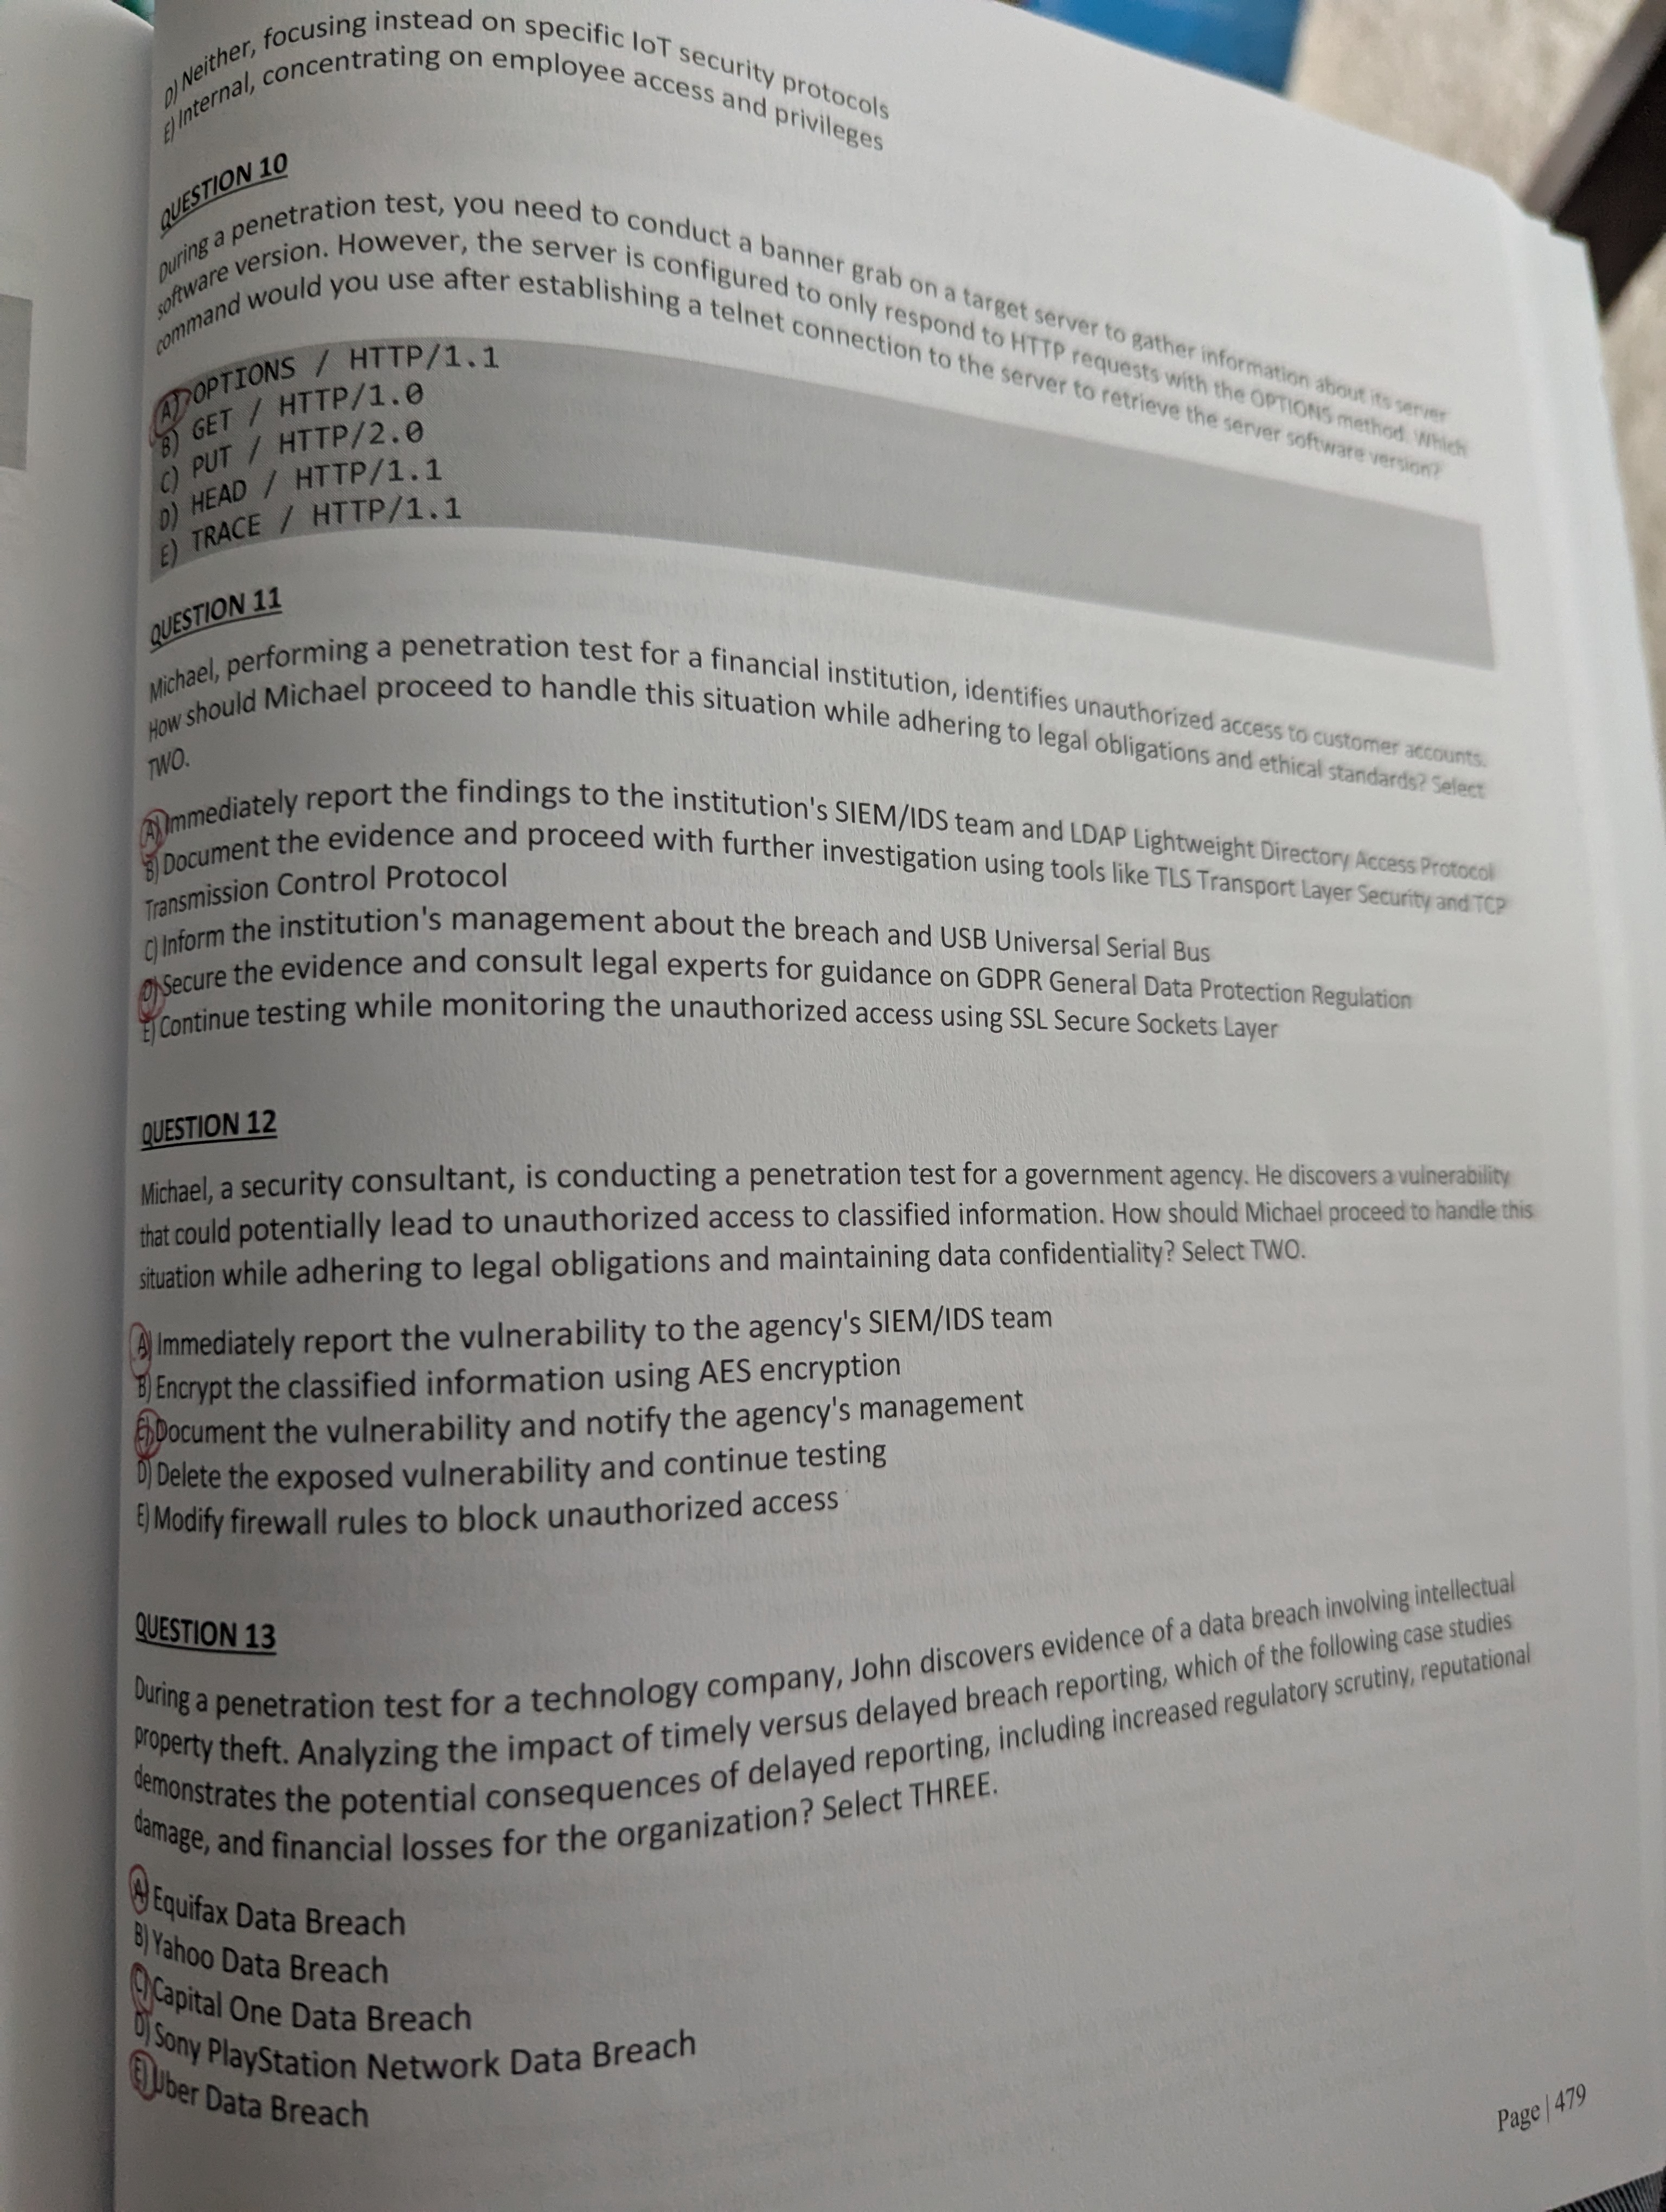 D) Neither, focusing instead on specific IoT security protocols
E) Internal, concentrating on employee access and privileges
QUESTION 10
During a penetration test, you need to conduct a banner grab on a target server to gather information about its server
software version. However, the server is configured to only respond to HTTP requests with the OPTIONS method. Which
command would you use after establishing a telnet connection to the server to retrieve the server software version?
A) OPTIONS / HTTP/1.1
B) GET / HTTP/1.0
C) PUT / HTTP/2.0
D) HEAD / HTTP/1.1
E) TRACE / HTTP/1.1
QUESTION 11
Michael, performing a penetration test for a financial institution, identifies unauthorized access to customer accounts.
How should Michael proceed to handle this situation while adhering to legal obligations and ethical standards? Select
TWO.
A) Immediately report the findings to the institution's SIEM/IDS team and LDAP Lightweight Directory Access Protocol
B) Document the evidence and proceed with further investigation using tools like TLS Transport Layer Security and TCP
Transmission Control Protocol
C) Inform the institution's management about the breach and USB Universal Serial Bus
D) Secure the evidence and consult legal experts for guidance on GDPR General Data Protection Regulation
E) Continue testing while monitoring the unauthorized access using SSL Secure Sockets Layer
QUESTION 12
Michael, a security consultant, is conducting a penetration test for a government agency. He discovers a vulnerability
that could potentially lead to unauthorized access to classified information. How should Michael proceed to handle this
situation while adhering to legal obligations and maintaining data confidentiality? Select TWO.
A) Immediately report the vulnerability to the agency's SIEM/IDS team
B) Encrypt the classified information using AES encryption
C) Document the vulnerability and notify the agency's management
D) Delete the exposed vulnerability and continue testing
E) Modify firewall rules to block unauthorized access
QUESTION 13
During a penetration test for a technology company, John discovers evidence of a data breach involving intellectual
property theft. Analyzing the impact of timely versus delayed breach reporting, which of the following case studies
demonstrates the potential consequences of delayed reporting, including increased regulatory scrutiny, reputational
damage, and financial losses for the organization? Select THREE.
A) Equifax Data Breach
B) Yahoo Data Breach
C) Capital One Data Breach
D) Sony PlayStation Network Data Breach
E) Uber Data Breach
Page | 479